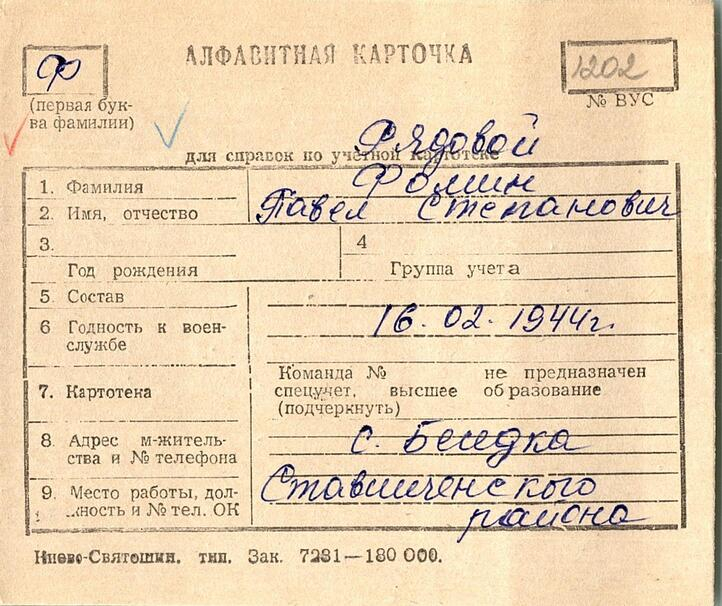 АЛФАВИТНАЯ КАРТОЧКА
Ф
1202
(первая бук-
ва фамилии)
№ ВУС
Рядовой
для справок по учетной картотеке
1. Фамилия Фомин
2. Имя, отчество Павел Степанович
3.
Год рождения
4
Группа учета
5. Состав
6 Годность к воен-
службе
16.02.1944г.
7. Картотека
Команда № не предназначен
спецучет, высшее образование
(подчеркнуть)
8. Адрес м-житель-
ства и № телефона
с. Беседка
9. Место работы, дол-
жность и № тел. ОК
Ставищенского
района
Киево-Святошин. тип. Зак. 7231—180 000.